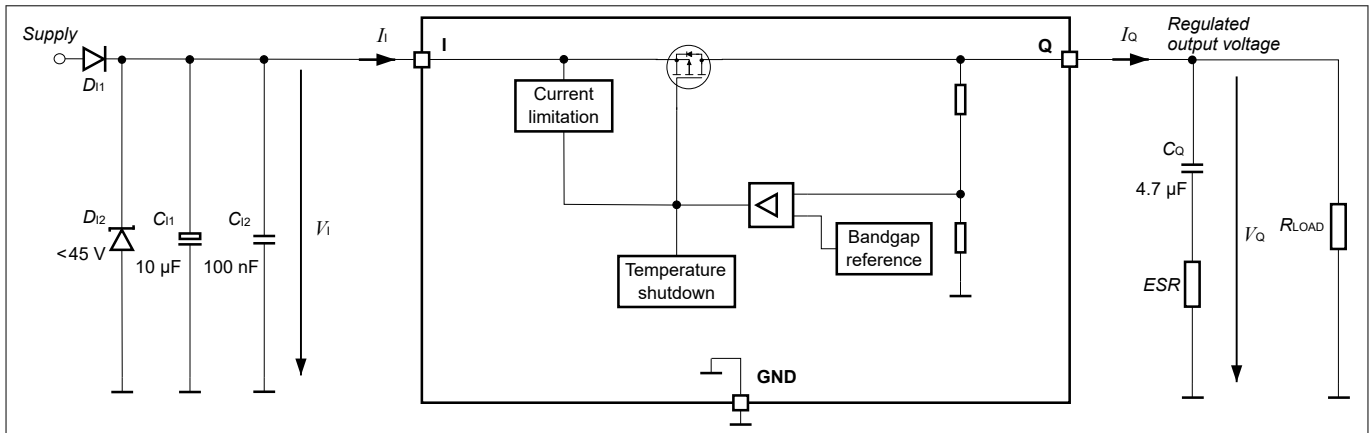 Supply
DI1
II
I
Q
IQ
Regulated
output voltage
Current
limitation
DI2
<45 V
CI1
10 µF
CI2
100 nF
VI
Bandgap
reference
Temperature
shutdown
CQ
4.7 µF
ESR
VQ
RLOAD
GND